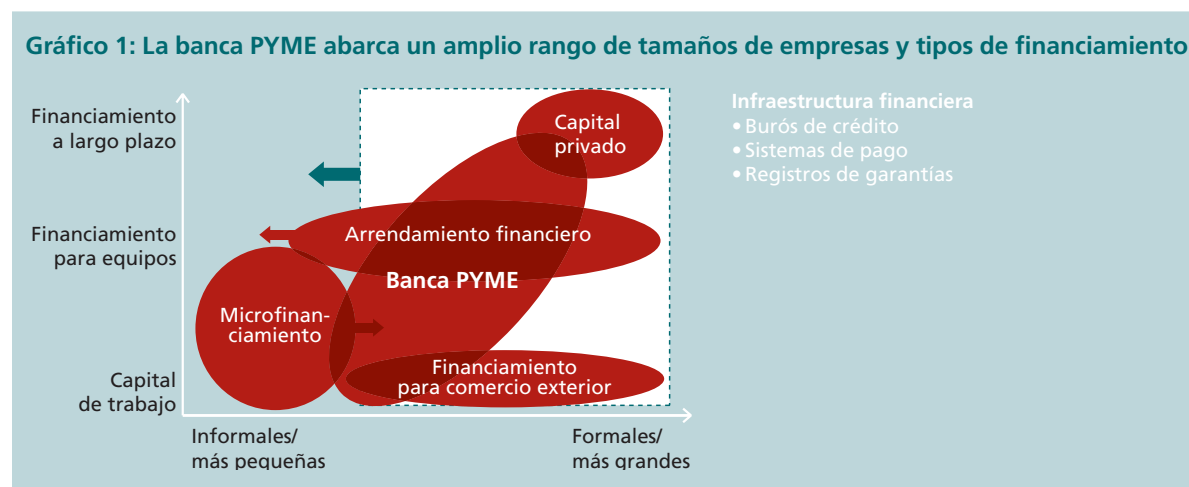 Gráfico 1: La banca PYME abarca un amplio rango de tamaños de empresas y tipos de financiamiento
Financiamiento
a largo plazo
Financiamiento
para equipos
Capital
de trabajo
Capital
privado
Arrendamiento financiero
Banca PYME
Microfinan-
ciamiento
Financiamiento
para comercio exterior
Informales/
más pequeñas
Formales/
más grandes
Infraestructura financiera
• Burós de crédito
• Sistemas de pago
• Registros de garantías